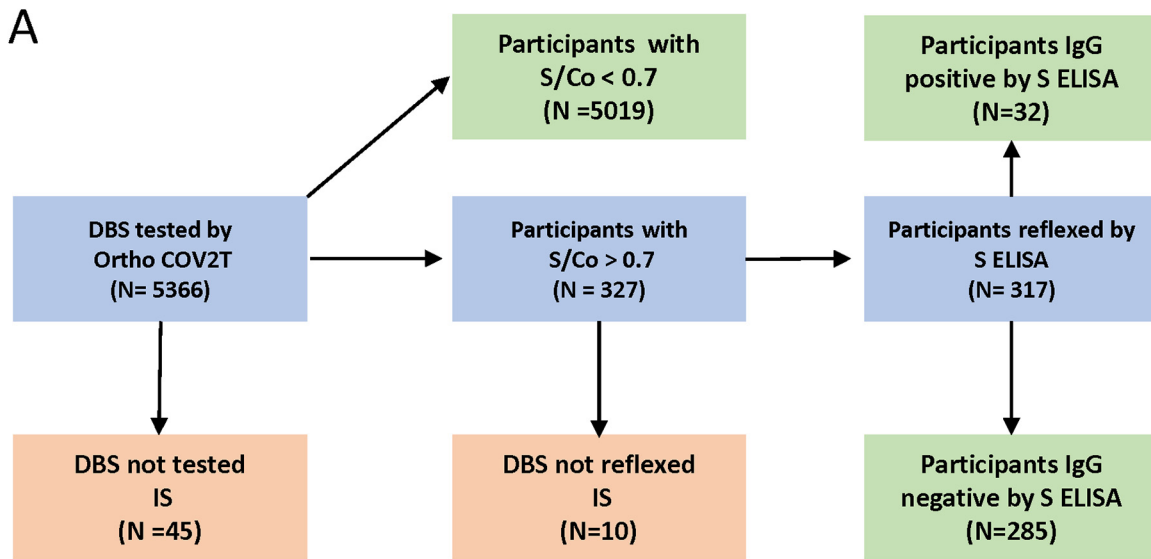 A
Participants with
S/Co < 0.7
(N =5019)
Participants IgG
positive by S ELISA
(N=32)
DBS tested by
Ortho COV2T
(N= 5366)
Participants with
S/Co > 0.7
(N = 327)
Participants reflexed by
S ELISA
(N= 317)
DBS not tested
IS
(N =45)
DBS not reflexed
IS
(N=10)
Participants IgG
negative by S ELISA
(N=285)